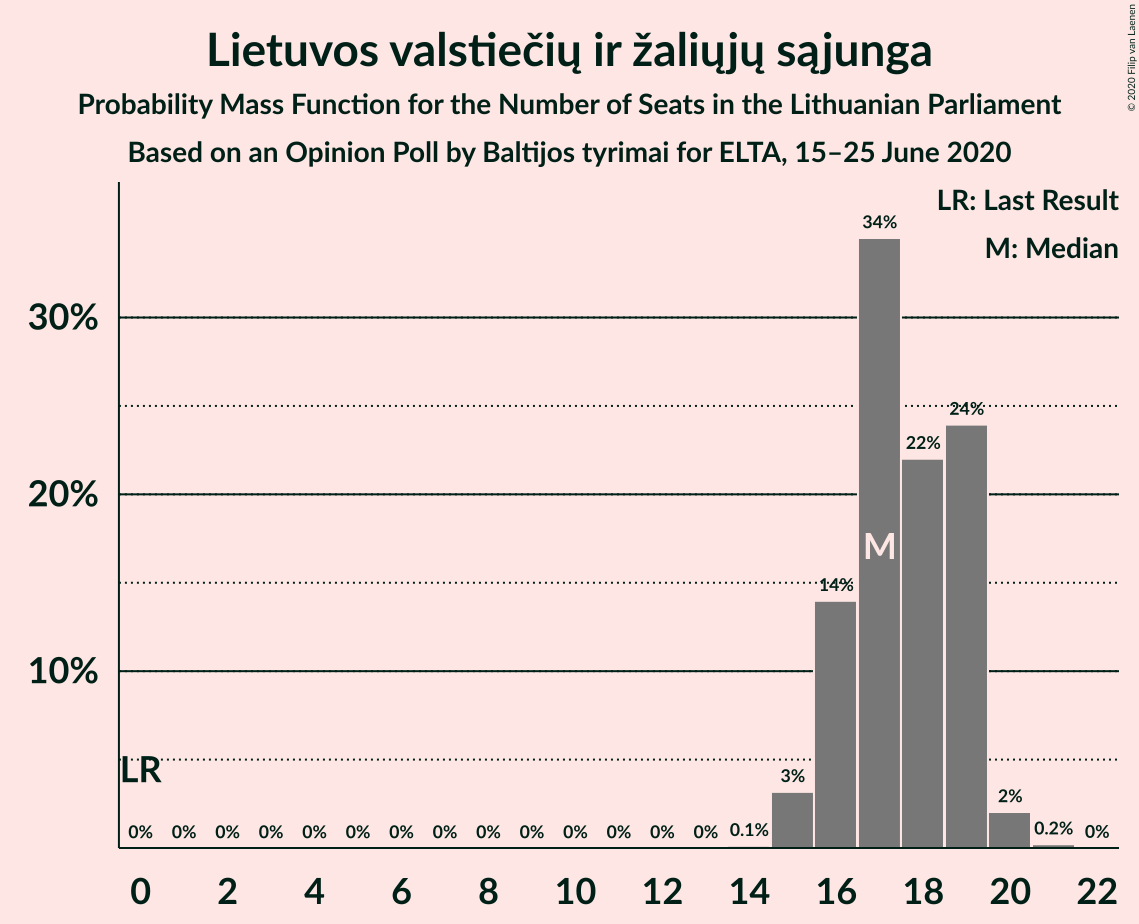 Lietuvos valstiečių ir žaliųjų sąjunga
Probability Mass Function for the Number of Seats in the Lithuanian Parliament
Based on an Opinion Poll by Baltijos tyrimai for ELTA, 15–25 June 2020
© 2020 Filip van Laenen
LR: Last Result
M: Median
34%
30%
24%
22%
20%
M
14%
10%
LR
3%
2%
0% 0% 0% 0% 0% 0% 0% 0% 0% 0% 0% 0% 0% 0% 0.1% 0.2% 0%
0 2 4 6 8 10 12 14 16 18 20 22